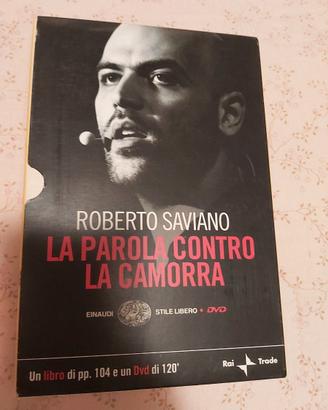 ROBERTO SAVIANO
LA PAROLA CONTRO
LA CAMORRA
EINAUDI STILE LIBERO • DVD
Un libro di pp. 104 e un Dvd di 120' Rai Trade